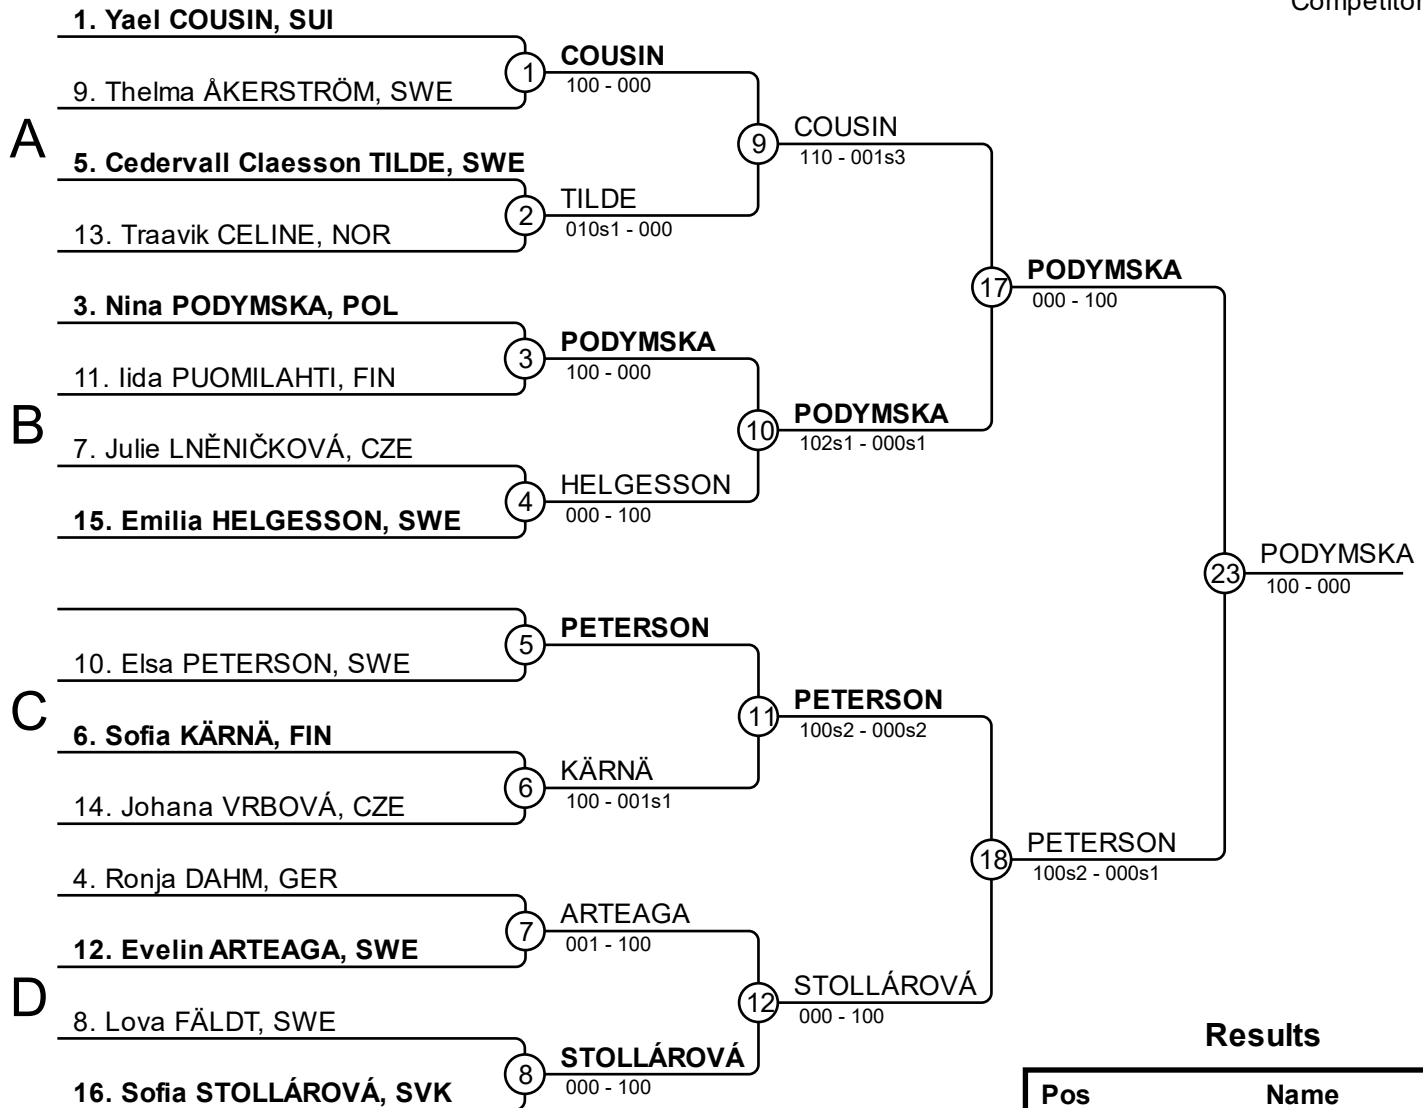 Competitor
1. Yael COUSIN, SUI
1
COUSIN
100 - 000
9. Thelma ÅKERSTRÖM, SWE
A
9
COUSIN
110 - 001s3
5. Cedervall Claesson TILDE, SWE
2
TILDE
010s1 - 000
13. Traavik CELINE, NOR
17
PODYMSKA
000 - 100
3. Nina PODYMSKA, POL
3
PODYMSKA
100 - 000
11. Iida PUOMILAHTI, FIN
B
10
PODYMSKA
102s1 - 000s1
7. Julie LNĚNIČKOVÁ, CZE
4
HELGESSON
000 - 100
15. Emilia HELGESSON, SWE
23
PODYMSKA
100 - 000
5
PETERSON
10. Elsa PETERSON, SWE
C
11
PETERSON
100s2 - 000s2
6. Sofia KÄRNÄ, FIN
6
KÄRNÄ
100 - 001s1
14. Johana VRBOVÁ, CZE
18
PETERSON
100s2 - 000s1
4. Ronja DAHM, GER
7
ARTEAGA
001 - 100
12. Evelin ARTEAGA, SWE
D
12
STOLLÁROVÁ
000 - 100
8. Lova FÄLDT, SWE
8
STOLLÁROVÁ
000 - 100
16. Sofia STOLLÁROVÁ, SVK
Results
Pos Name